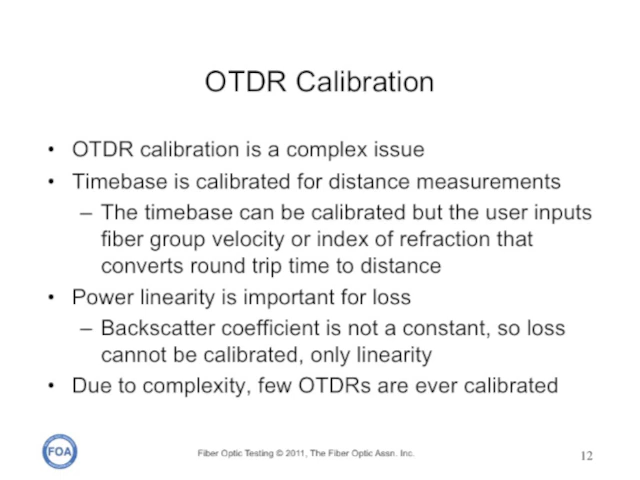 OTDR Calibration
• OTDR calibration is a complex issue
• Timebase is calibrated for distance measurements
– The timebase can be calibrated but the user inputs
fiber group velocity or index of refraction that
converts round trip time to distance
• Power linearity is important for loss
– Backscatter coefficient is not a constant, so loss
cannot be calibrated, only linearity
• Due to complexity, few OTDRs are ever calibrated
FOA
Fiber Optic Testing © 2011, The Fiber Optic Assn. Inc.
12